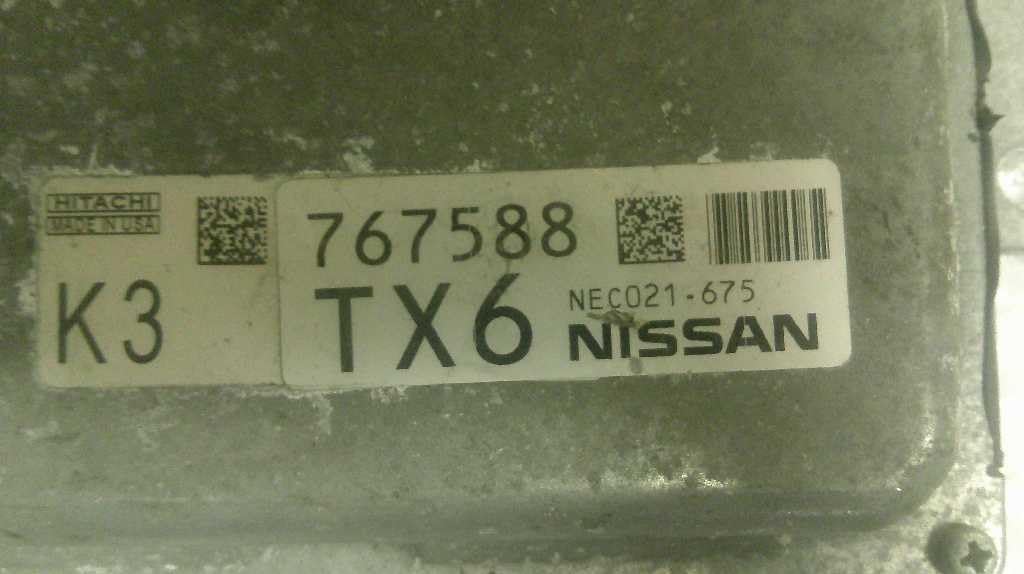 HITACHI
MADE IN USA
K3
767588
TX6
NEC021-675
NISSAN